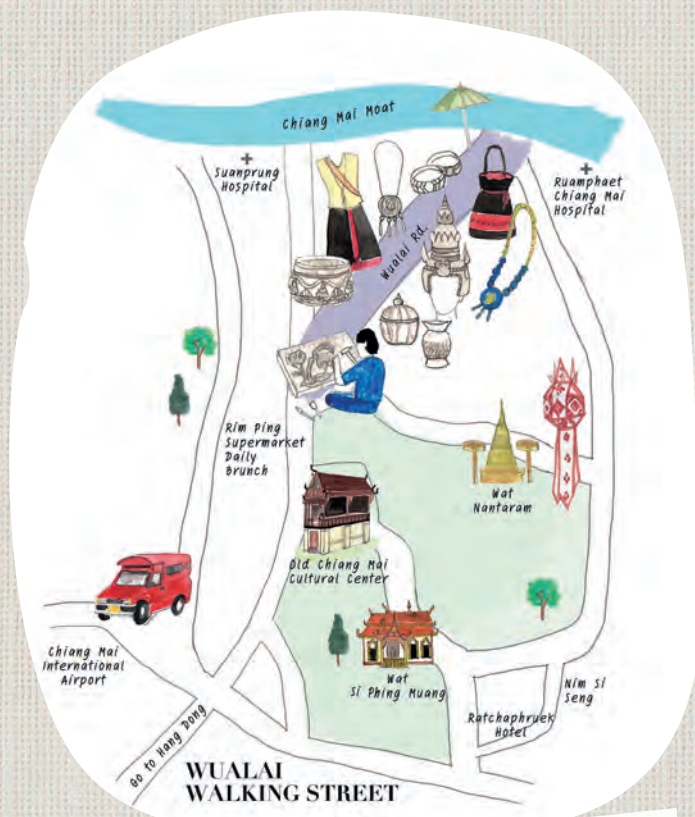 Chiang Mai Moat
Suanprung
Hospital
Ruamphaet
Chiang Mai
Hospital
Wualai Rd.
Rim Ping
Supermarket
Daily
Brunch
Wat
Nantaram
Old Chiang Mai
Cultural Center
Chiang Mai
International
Airport
Wat
Si Phing Muang
Nim Si
Seng
Ratchaphruek
Hotel
Go to Hang Dong
WUALAI
WALKING STREET